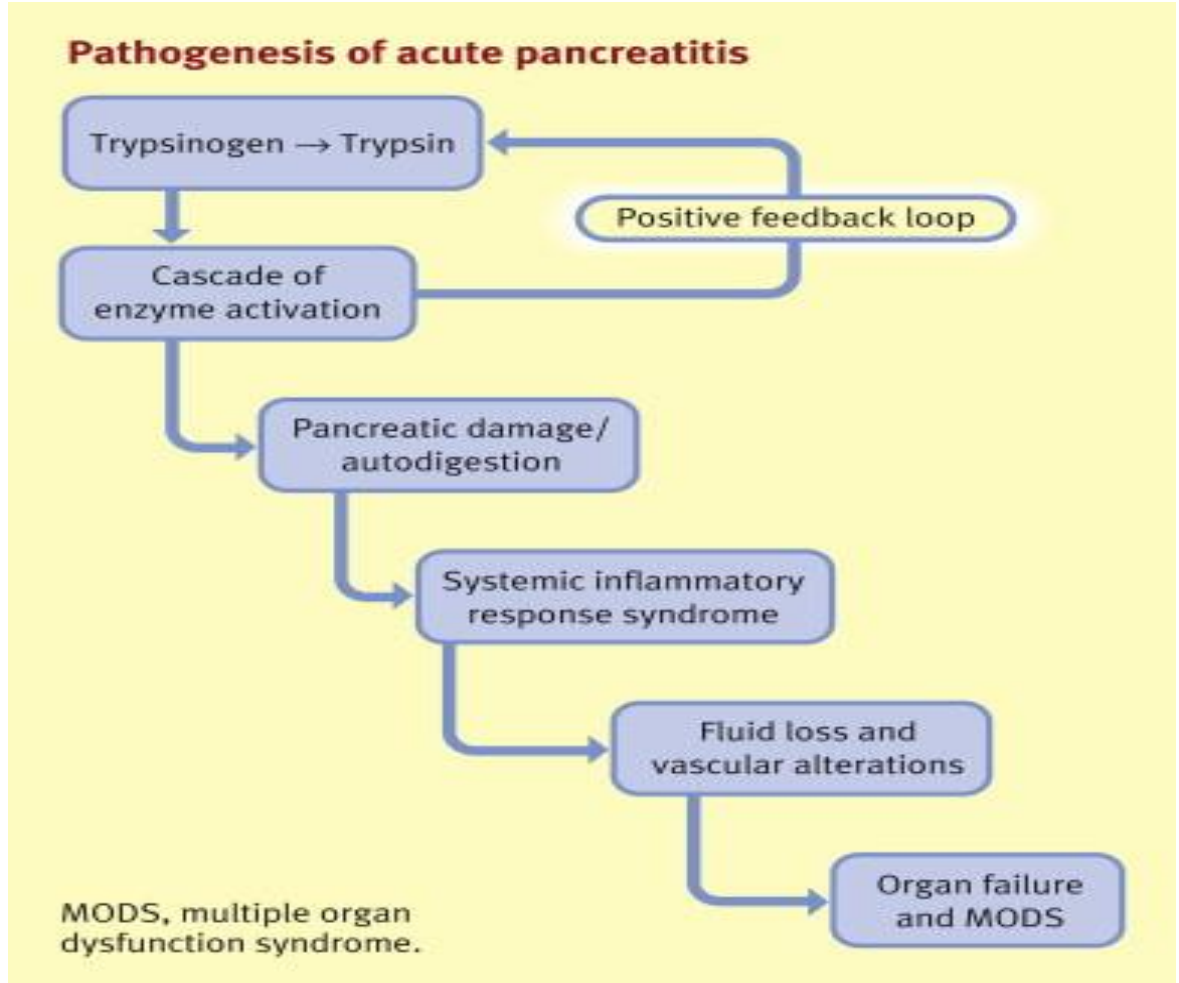 Pathogenesis of acute pancreatitis
Trypsinogen → Trypsin
Positive feedback loop
Cascade of
enzyme activation
Pancreatic damage/
autodigestion
Systemic inflammatory
response syndrome
Fluid loss and
vascular alterations
Organ failure
and MODS
MODS, multiple organ
dysfunction syndrome.